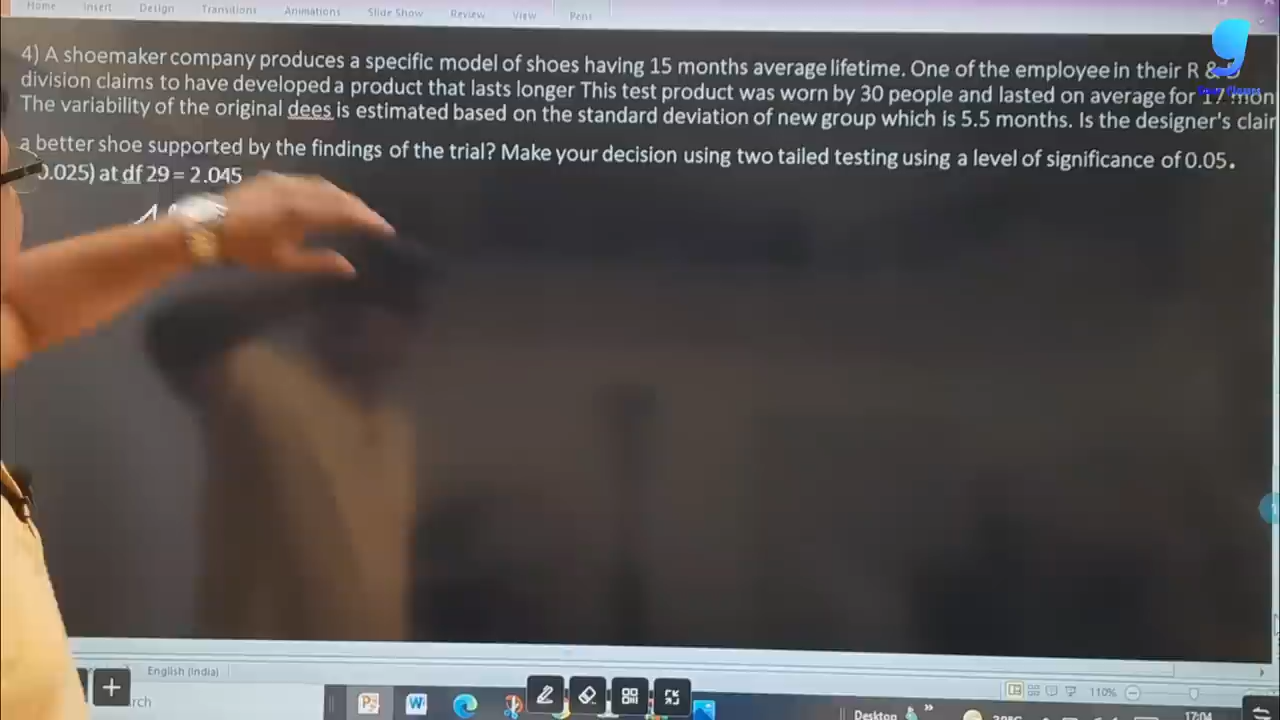 Home Insert Design Transitions Animations Slide Show Review View Pens
4) A shoemaker company produces a specific model of shoes having 15 months average lifetime. One of the employee in their R &
division claims to have developed a product that lasts longer This test product was worn by 30 people and lasted on average for 17 mon
The variability of the original dees is estimated based on the standard deviation of new group which is 5.5 months. Is the designer's
a better shoe supported by the findings of the trial? Make your decision using two tailed testing using a level of significance of 0.05.
0.025) at df 29 = 2.045
English (India)
110%
rch
Desktop
17:04